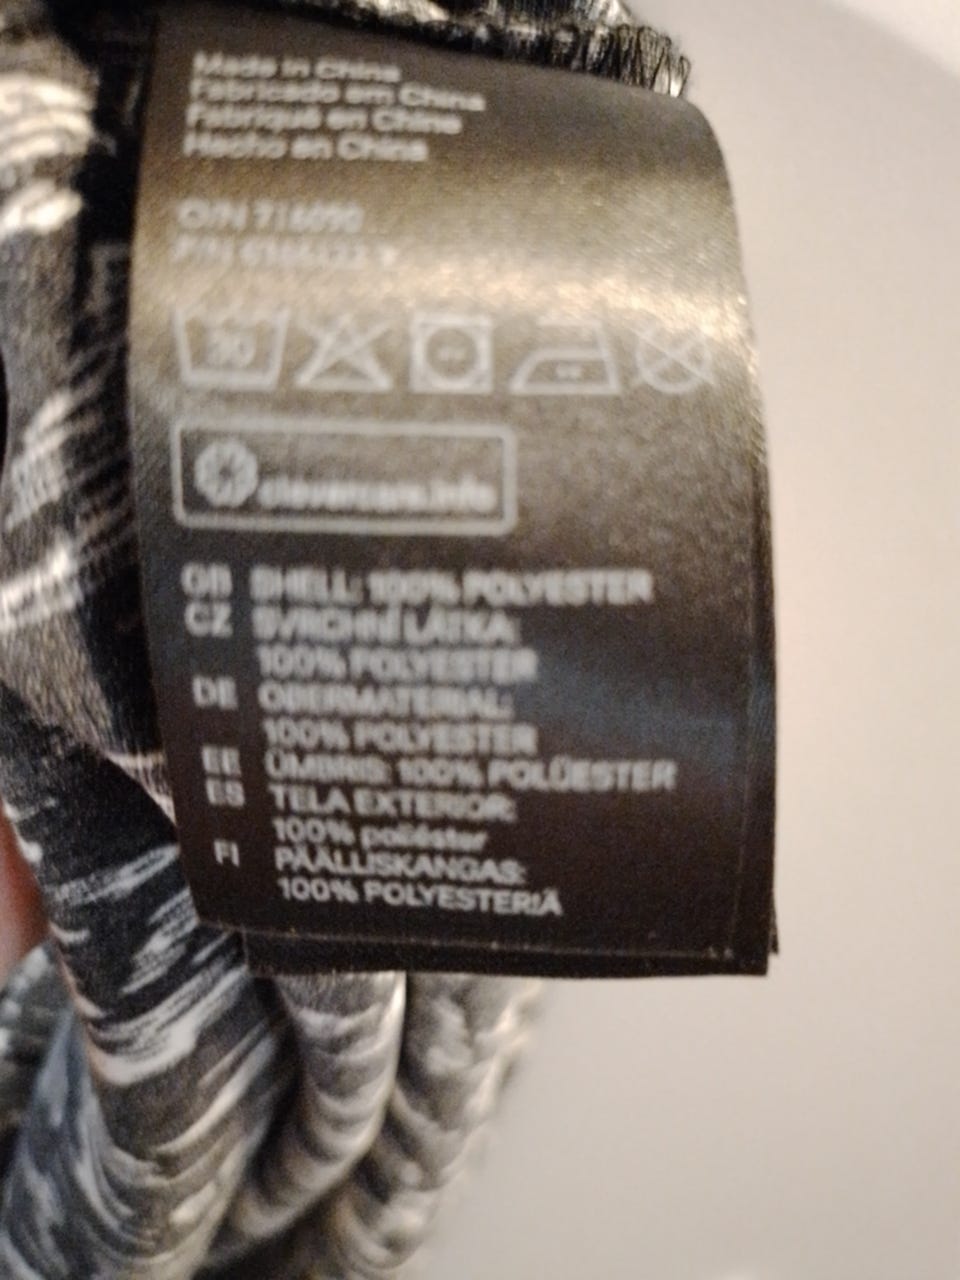 Made in China
Fabricado em China
Fabriqué en Chine
Hecho en China
O/N 716090
P/N
30
clevercare.info
GB SHELL: 100% POLYESTER
CZ SVRCHNÍ LÁTKA:
100% POLYESTER
DE OBERMATERIAL:
100% POLYESTER
EE ÜMBRIS: 100% POLÜESTER
ES TELA EXTERIOR:
100% poliéster
FI PÄÄLLISKANGAS:
100% POLYESTERIÄ